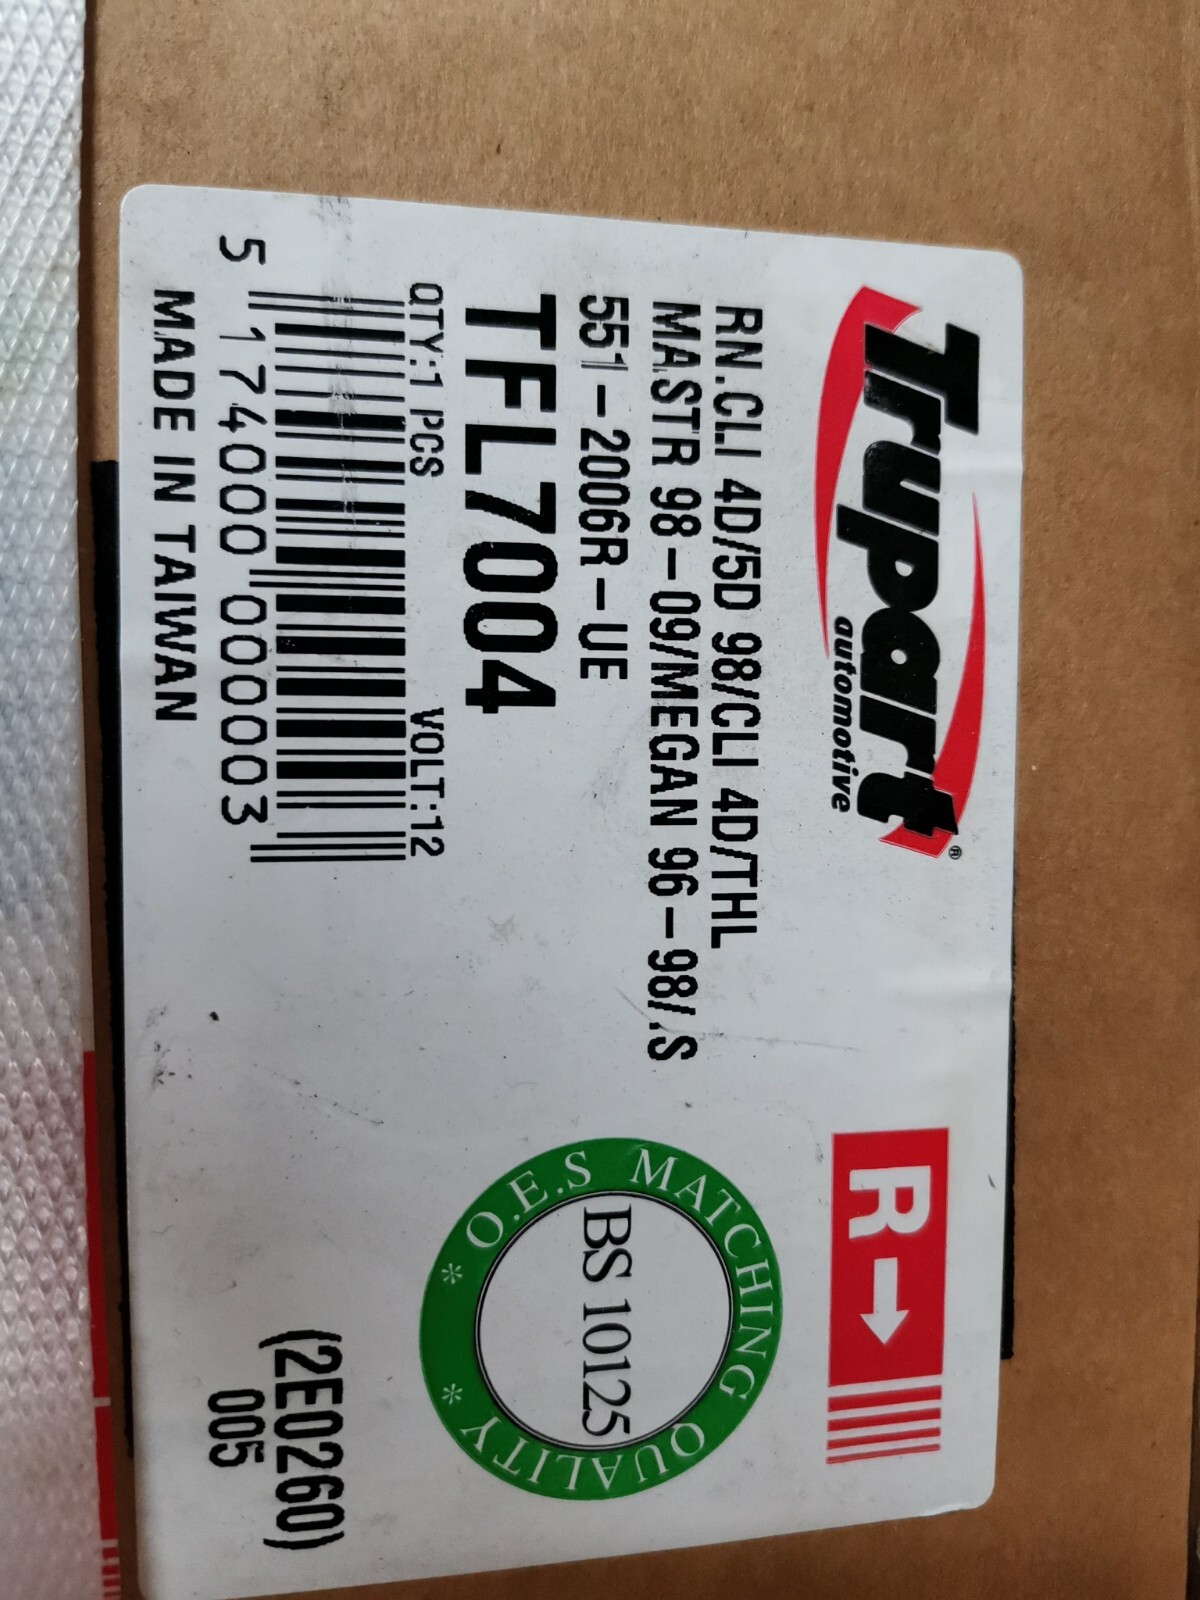 Trupart®
automotive
R→
RN.CLI 4D/5D 98/CLI 4D/THL
MASTR 98-09/MEGAN 96-98/.S
551-2006R-UE
TFL7004
QTY:1 PCS VOLT:12
5 174000 000003
MADE IN TAIWAN
O.E.S MATCHING QUALITY * *
BS 10125
(2E0260)
005